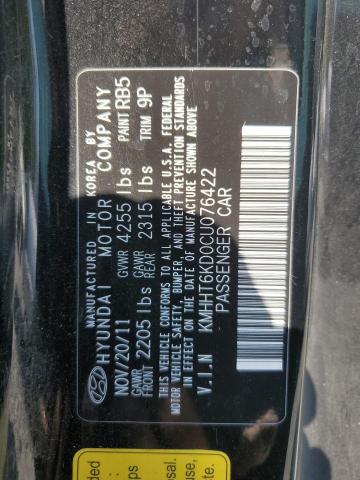 HYUNDAI MOTOR COMPANY
IN KOREA BY
NOV/20/11 GVWR 4255 lbs PAINT RB5
GAWR FRONT 2205 lbs GAWR REAR 2315 lbs TRIM 9P
THIS VEHICLE CONFORMS TO ALL APPLICABLE U.S.A. FEDERAL
MOTOR VEHICLE SAFETY, BUMPER, AND THEFT PREVENTION STANDARDS
IN EFFECT ON THE DATE OF MANUFACTURE SHOWN ABOVE.
V.I.N KMHHT6KD0CU076422
PASSENGER CAR